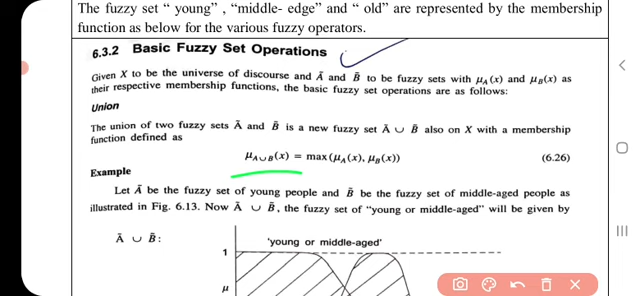 The fuzzy set “ young” , “middle- edge” and “ old” are represented by the membership
function as below for the various fuzzy operators.
6.3.2 Basic Fuzzy Set Operations
Given X to be the universe of discourse and Ã and B̃ to be fuzzy sets with μA(x) and μB(x) as
their respective membership functions, the basic fuzzy set operations are as follows:
Union
The union of two fuzzy sets Ã and B̃ is a new fuzzy set Ã ∪ B̃ also on X with a membership
function defined as
μA∪B(x) = max(μA(x), μB(x)) (6.26)
Example
Let Ã be the fuzzy set of young people and B̃ be the fuzzy set of middle-aged people as
illustrated in Fig. 6.13. Now Ã ∪ B̃, the fuzzy set of “young or middle-aged” will be given by
Ã ∪ B̃:
'young or middle-aged'
1
μ